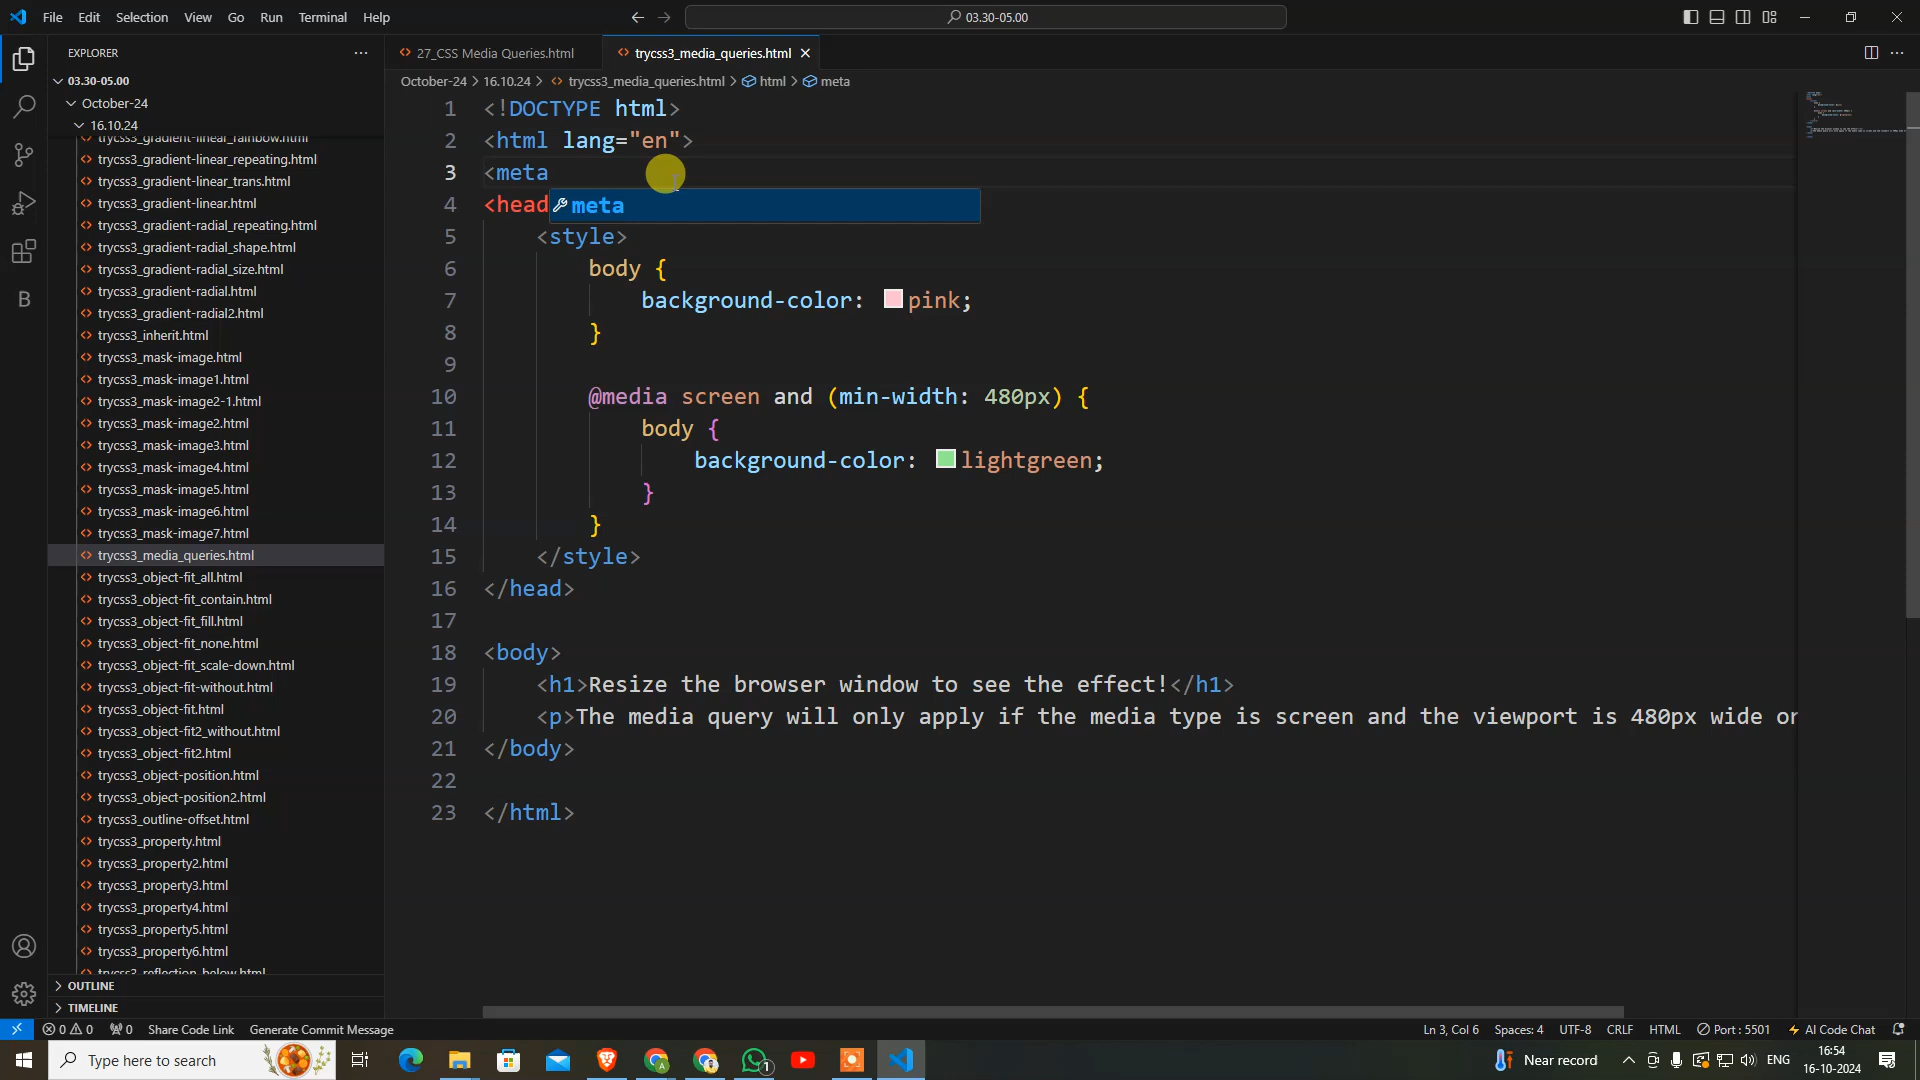 File Edit Selection View Go Run Terminal Help
03.30-05.00
EXPLORER
03.30-05.00
October-24
16.10.24
trycss3_gradient-linear_rainbow.html
trycss3_gradient-linear_repeating.html
trycss3_gradient-linear_trans.html
trycss3_gradient-linear.html
trycss3_gradient-radial_repeating.html
trycss3_gradient-radial_shape.html
trycss3_gradient-radial_size.html
trycss3_gradient-radial.html
trycss3_gradient-radial2.html
trycss3_inherit.html
trycss3_mask-image.html
trycss3_mask-image1.html
trycss3_mask-image2-1.html
trycss3_mask-image2.html
trycss3_mask-image3.html
trycss3_mask-image4.html
trycss3_mask-image5.html
trycss3_mask-image6.html
trycss3_mask-image7.html
trycss3_media_queries.html
trycss3_object-fit_all.html
trycss3_object-fit_contain.html
trycss3_object-fit_fill.html
trycss3_object-fit_none.html
trycss3_object-fit_scale-down.html
trycss3_object-fit-without.html
trycss3_object-fit.html
trycss3_object-fit2_without.html
trycss3_object-fit2.html
trycss3_object-position.html
trycss3_object-position2.html
trycss3_outline-offset.html
trycss3_property.html
trycss3_property2.html
trycss3_property3.html
trycss3_property4.html
trycss3_property5.html
trycss3_property6.html
trycss3_reflection_below.html
OUTLINE
TIMELINE
27_CSS Media Queries.html trycss3_media_queries.html
October-24 > 16.10.24 > trycss3_media_queries.html > html > meta
1 <!DOCTYPE html>
2 <html lang="en">
3 <meta
4 <head
meta
5 <style>
6 body {
7 background-color: pink;
8 }
9
10 @media screen and (min-width: 480px) {
11 body {
12 background-color: lightgreen;
13 }
14 }
15 </style>
16 </head>
17
18 <body>
19 <h1>Resize the browser window to see the effect!</h1>
20 <p>The media query will only apply if the media type is screen and the viewport is 480px wide or
21 </body>
22
23 </html>
0 0 0 Share Code Link Generate Commit Message
Ln 3, Col 6 Spaces: 4 UTF-8 CRLF HTML Port : 5501 AI Code Chat
Type here to search
1
Near record
ENG
16:54
16-10-2024